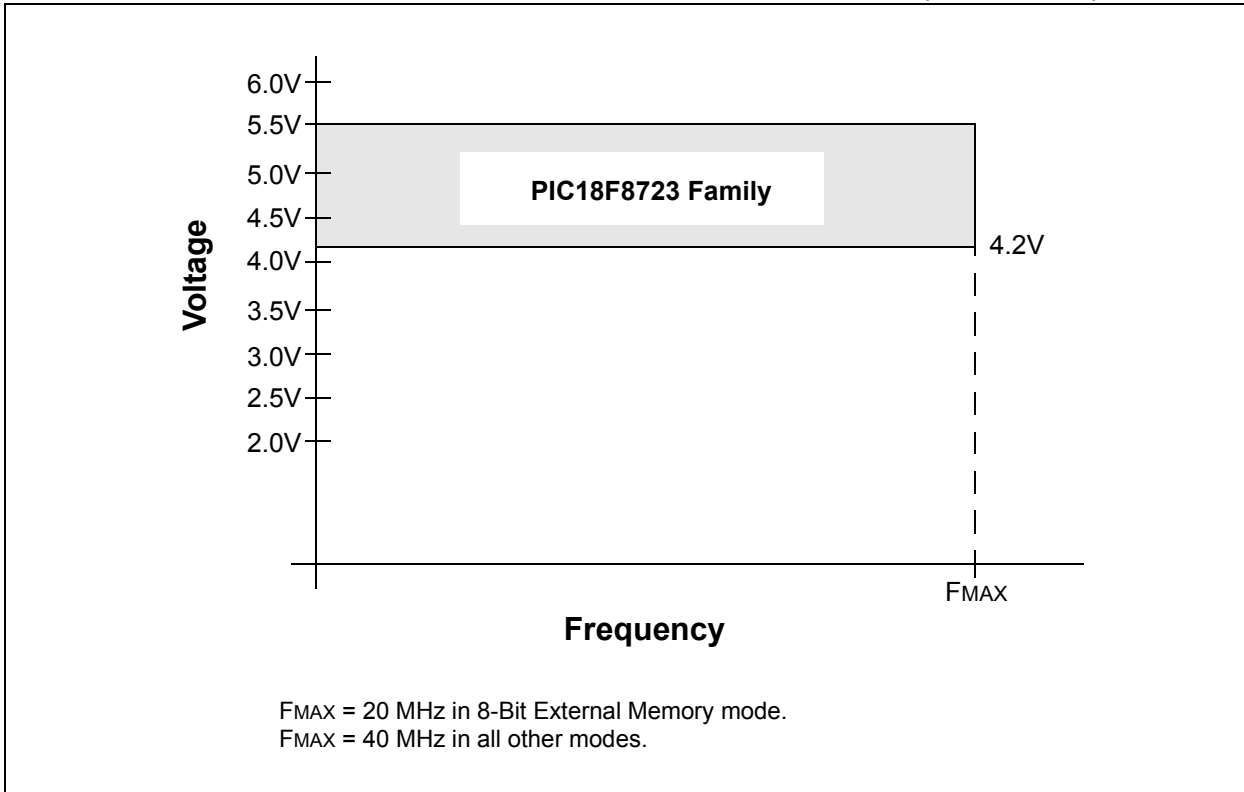 6.0V
5.5V
5.0V
4.5V
4.0V
3.5V
3.0V
2.5V
2.0V
Voltage
PIC18F8723 Family
4.2V
FMAX
Frequency
FMAX = 20 MHz in 8-Bit External Memory mode.
FMAX = 40 MHz in all other modes.